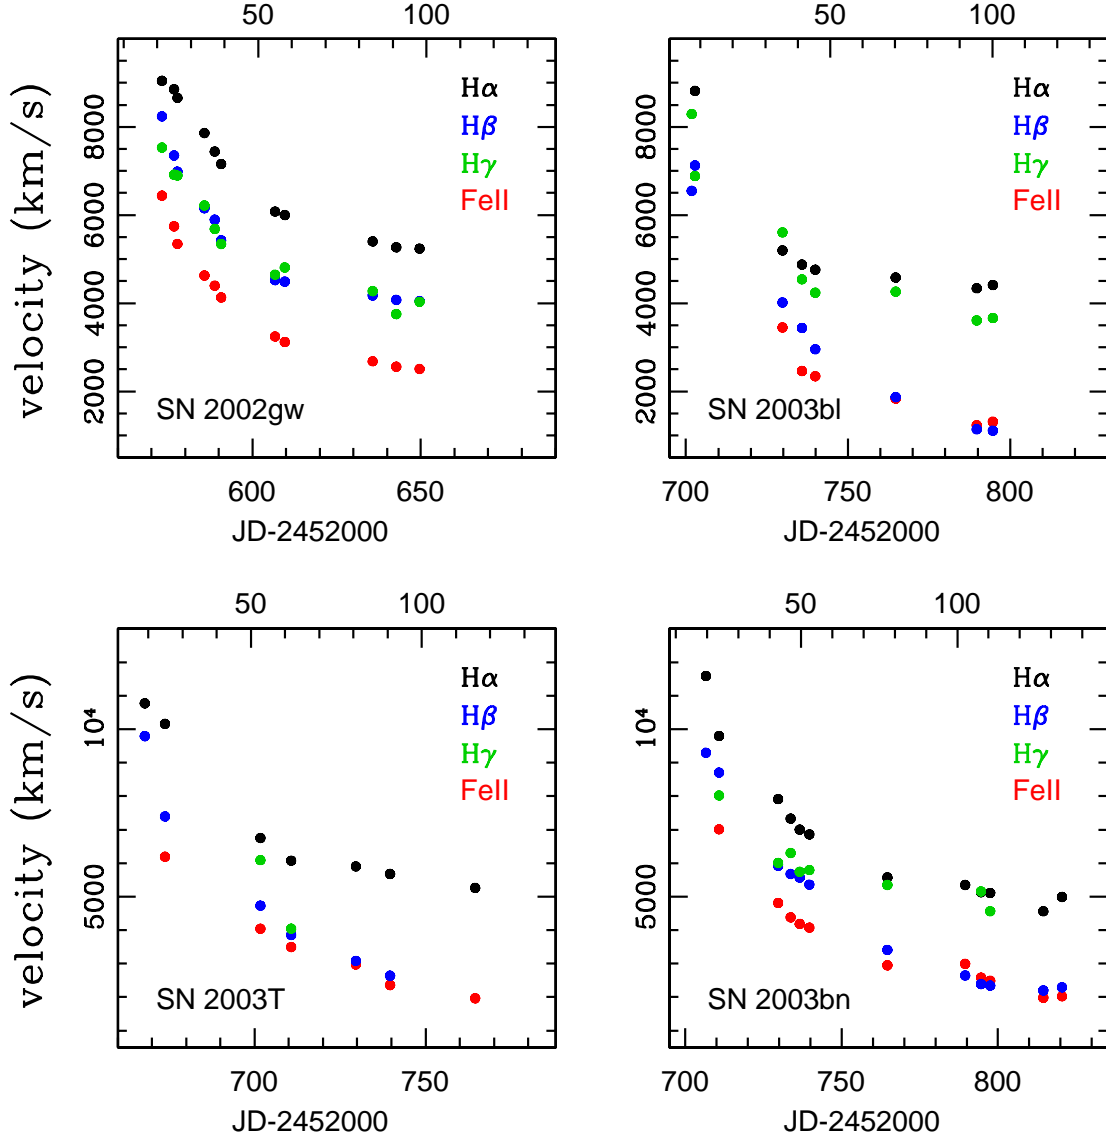 50 100
50 100
velocity (km/s)
8000
6000
4000
2000
Hα
Hβ
Hγ
FeII
SN 2002gw
600 650
JD-2452000
Hα
Hβ
Hγ
FeII
8000
6000
4000
2000
SN 2003bl
700 750 800
JD-2452000
50 100
50 100
velocity (km/s)
10⁴
5000
Hα
Hβ
Hγ
FeII
SN 2003T
700 750
JD-2452000
10⁴
5000
Hα
Hβ
Hγ
FeII
SN 2003bn
700 750 800
JD-2452000